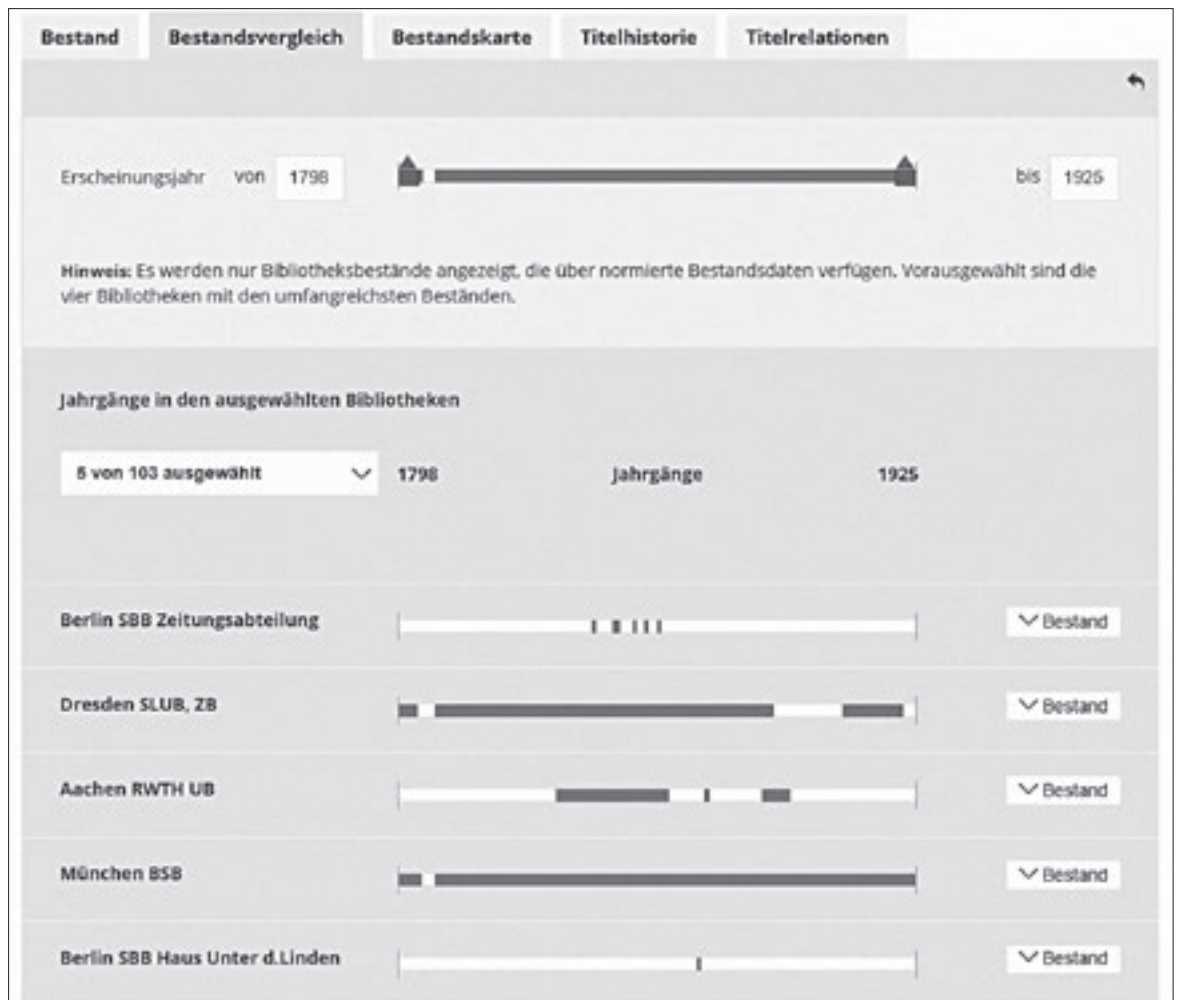 Bestand Bestandsvergleich Bestandskarte Titelhistorie Titelrelationen
Erscheinungsjahr von 1798 bis 1925
Hinweis: Es werden nur Bibliotheksbestände angezeigt, die über normierte Bestandsdaten verfügen. Vorausgewählt sind die
vier Bibliotheken mit den umfangreichsten Beständen.
Jahrgänge in den ausgewählten Bibliotheken
5 von 103 ausgewählt 1798 Jahrgänge 1925
Berlin SBB Zeitungsabteilung Bestand
Dresden SLUB, ZB Bestand
Aachen RWTH UB Bestand
München BSB Bestand
Berlin SBB Haus Unter d.Linden Bestand